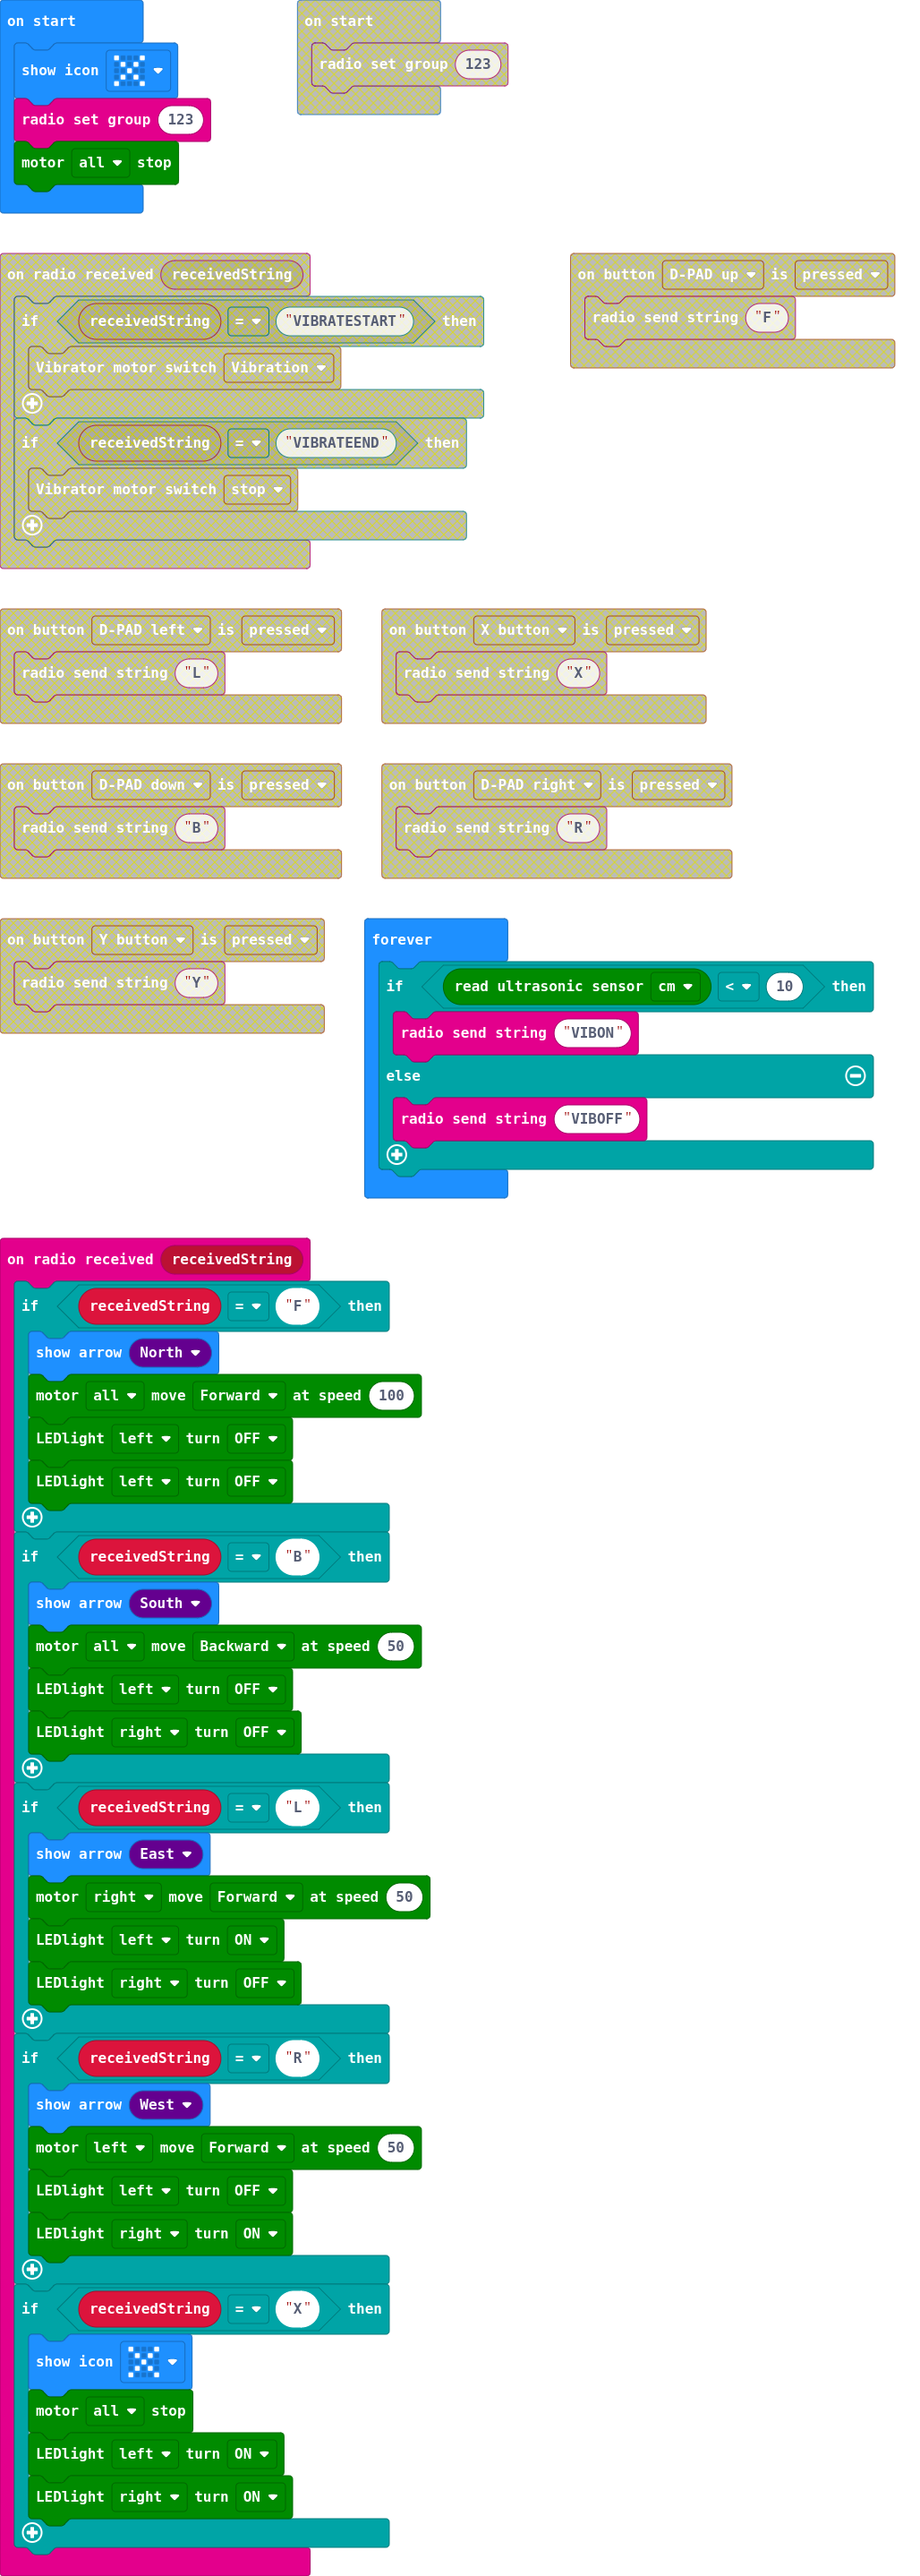 on start
show icon
radio set group 123
motor all stop
on start
radio set group 123
on radio received receivedString
if receivedString = "VIBRATESTART" then
Vibrator motor switch Vibration
if receivedString = "VIBRATEEND" then
Vibrator motor switch stop
on button D-PAD up is pressed
radio send string "F"
on button D-PAD left is pressed
radio send string "L"
on button X button is pressed
radio send string "X"
on button D-PAD down is pressed
radio send string "B"
on button D-PAD right is pressed
radio send string "R"
on button Y button is pressed
radio send string "Y"
forever
if read ultrasonic sensor cm < 10 then
radio send string "VIBON"
else
radio send string "VIBOFF"
on radio received receivedString
if receivedString = "F" then
show arrow North
motor all move Forward at speed 100
LEDlight left turn OFF
LEDlight left turn OFF
if receivedString = "B" then
show arrow South
motor all move Backward at speed 50
LEDlight left turn OFF
LEDlight right turn OFF
if receivedString = "L" then
show arrow East
motor right move Forward at speed 50
LEDlight left turn ON
LEDlight right turn OFF
if receivedString = "R" then
show arrow West
motor left move Forward at speed 50
LEDlight left turn OFF
LEDlight right turn ON
if receivedString = "X" then
show icon
motor all stop
LEDlight left turn ON
LEDlight right turn ON